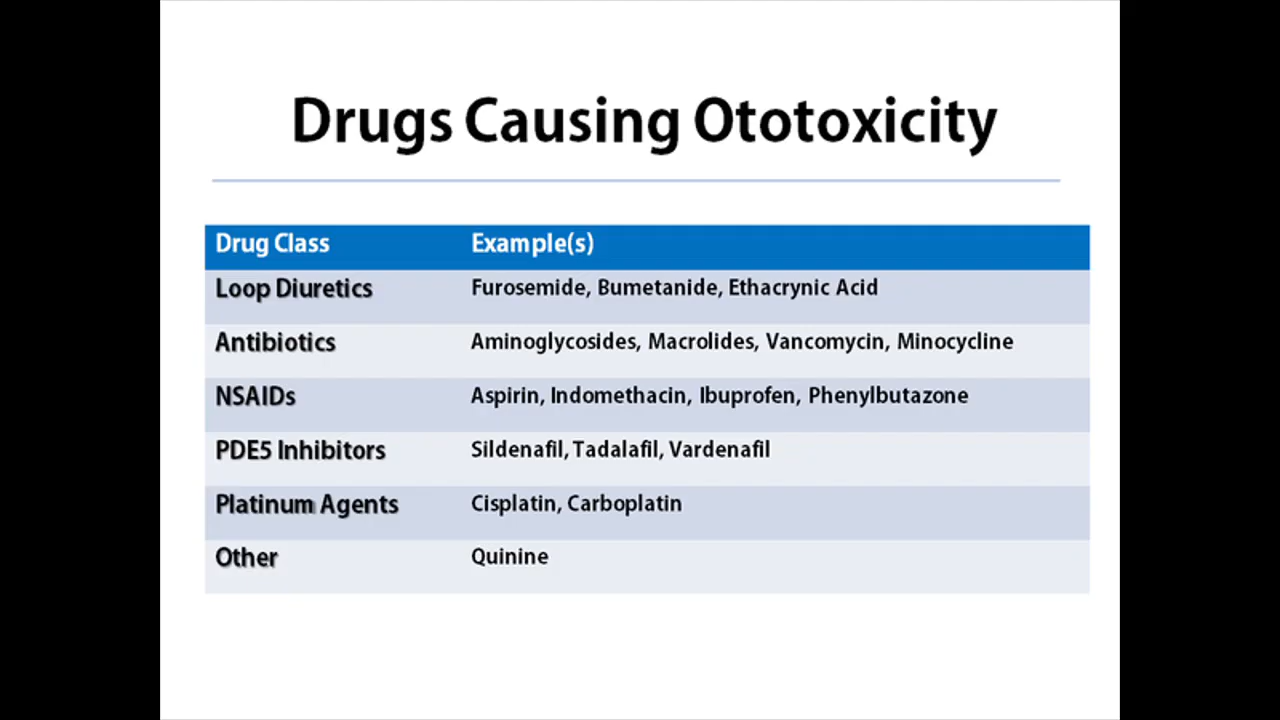 Drugs Causing Ototoxicity
Drug Class Example(s)
Loop Diuretics Furosemide, Bumetanide, Ethacrynic Acid
Antibiotics Aminoglycosides, Macrolides, Vancomycin, Minocycline
NSAIDs Aspirin, Indomethacin, Ibuprofen, Phenylbutazone
PDE5 Inhibitors Sildenafil, Tadalafil, Vardenafil
Platinum Agents Cisplatin, Carboplatin
Other Quinine